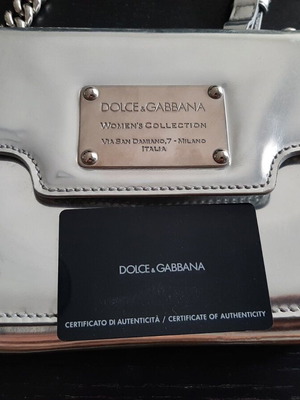 DOLCE & GABBANA
WOMEN'S COLLECTION
VIA SAN DAMIANO, 7 - MILANO
ITALIA
DOLCE & GABBANA
CERTIFICATO DI AUTENTICITÀ / CERTIFICATE OF AUTHENTICITY